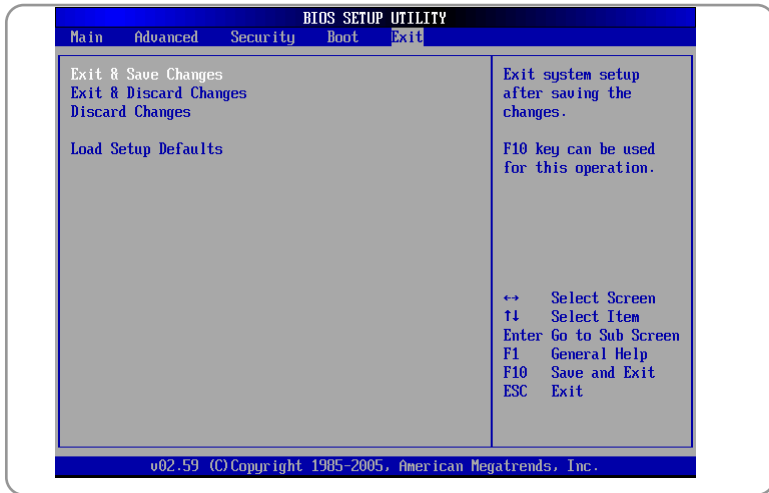 BIOS SETUP UTILITY
Main Advanced Security Boot Exit
Exit & Save Changes
Exit & Discard Changes
Discard Changes
Load Setup Defaults
Exit system setup
after saving the
changes.
F10 key can be used
for this operation.
↔ Select Screen
↑↓ Select Item
Enter Go to Sub Screen
F1 General Help
F10 Save and Exit
ESC Exit
v02.59 (C)Copyright 1985-2005, American Megatrends, Inc.